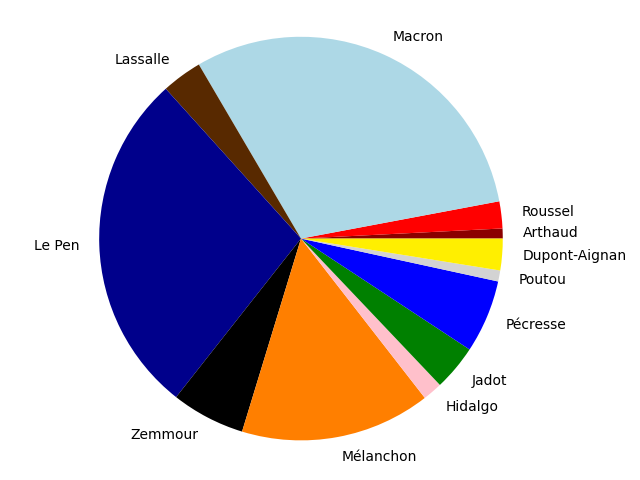 Macron
Lassalle
Roussel
Arthaud
Le Pen
Dupont-Aignan
Poutou
Pécresse
Jadot
Hidalgo
Zemmour
Mélanchon